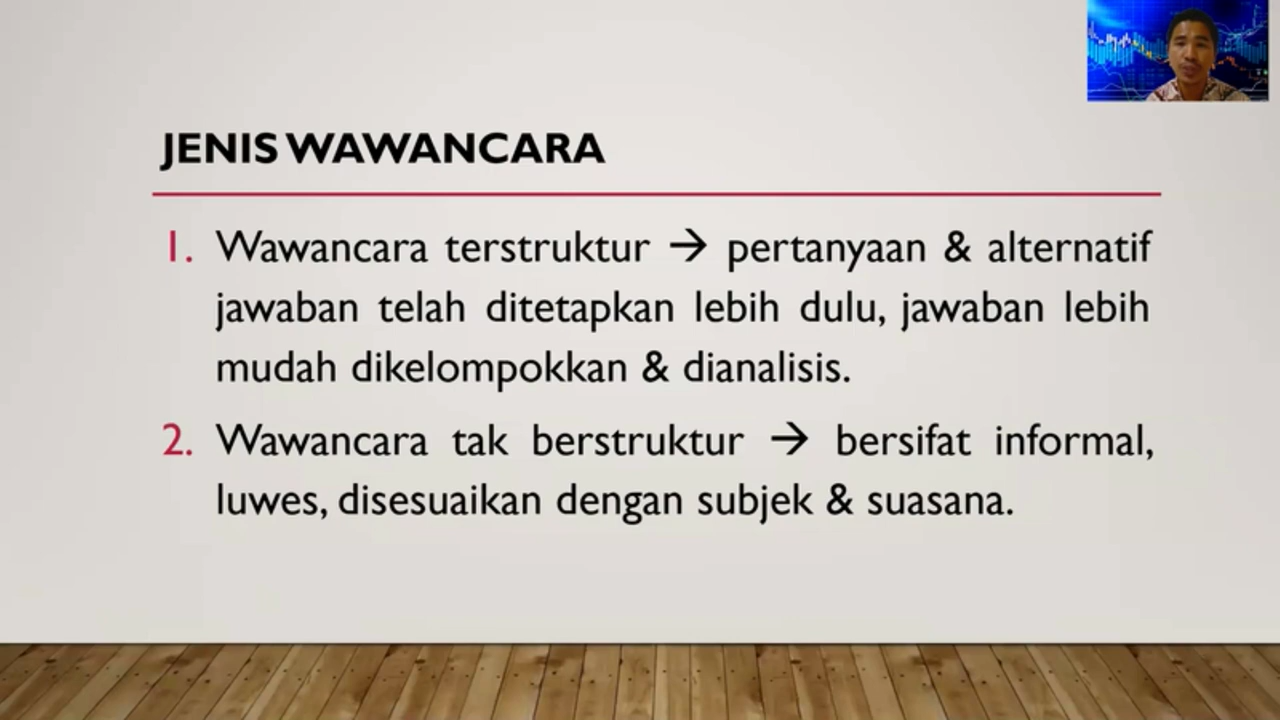 JENIS WAWANCARA
1. Wawancara terstruktur → pertanyaan & alternatif
jawaban telah ditetapkan lebih dulu, jawaban lebih
mudah dikelompokkan & dianalisis.
2. Wawancara tak berstruktur → bersifat informal,
luwes, disesuaikan dengan subjek & suasana.